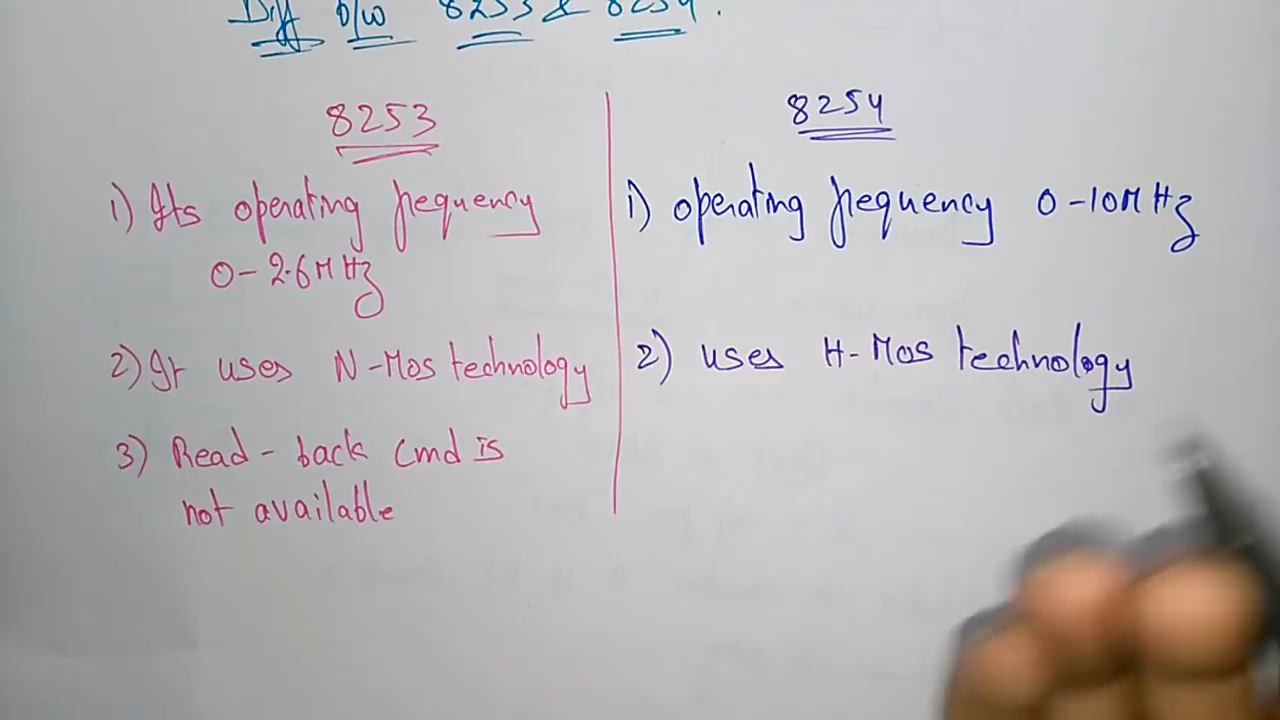 Diff b/w 8253 & 8254.
8253
1) Its operating frequency
0-2.6MHz
2) It uses N-Mos technology
3) Read-back Cmd is
not available
8254
1) operating frequency 0-10MHz
2) uses H-Mos technology